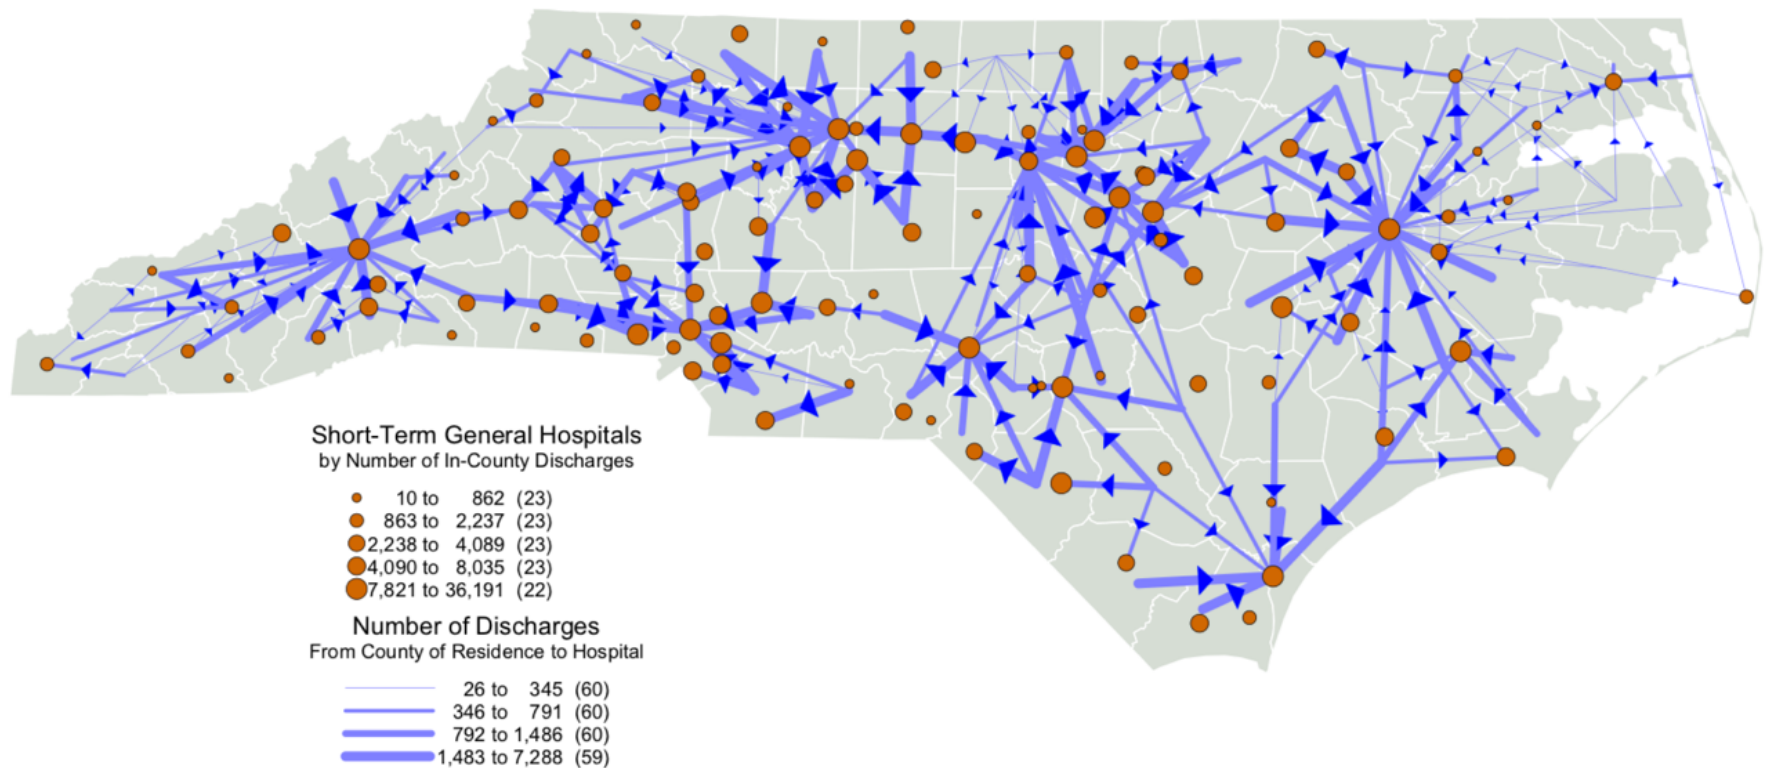 Short-Term General Hospitals
by Number of In-County Discharges
10 to 862 (23)
863 to 2,237 (23)
2,238 to 4,089 (23)
4,090 to 8,035 (23)
7,821 to 36,191 (22)
Number of Discharges
From County of Residence to Hospital
26 to 345 (60)
346 to 791 (60)
792 to 1,486 (60)
1,483 to 7,288 (59)